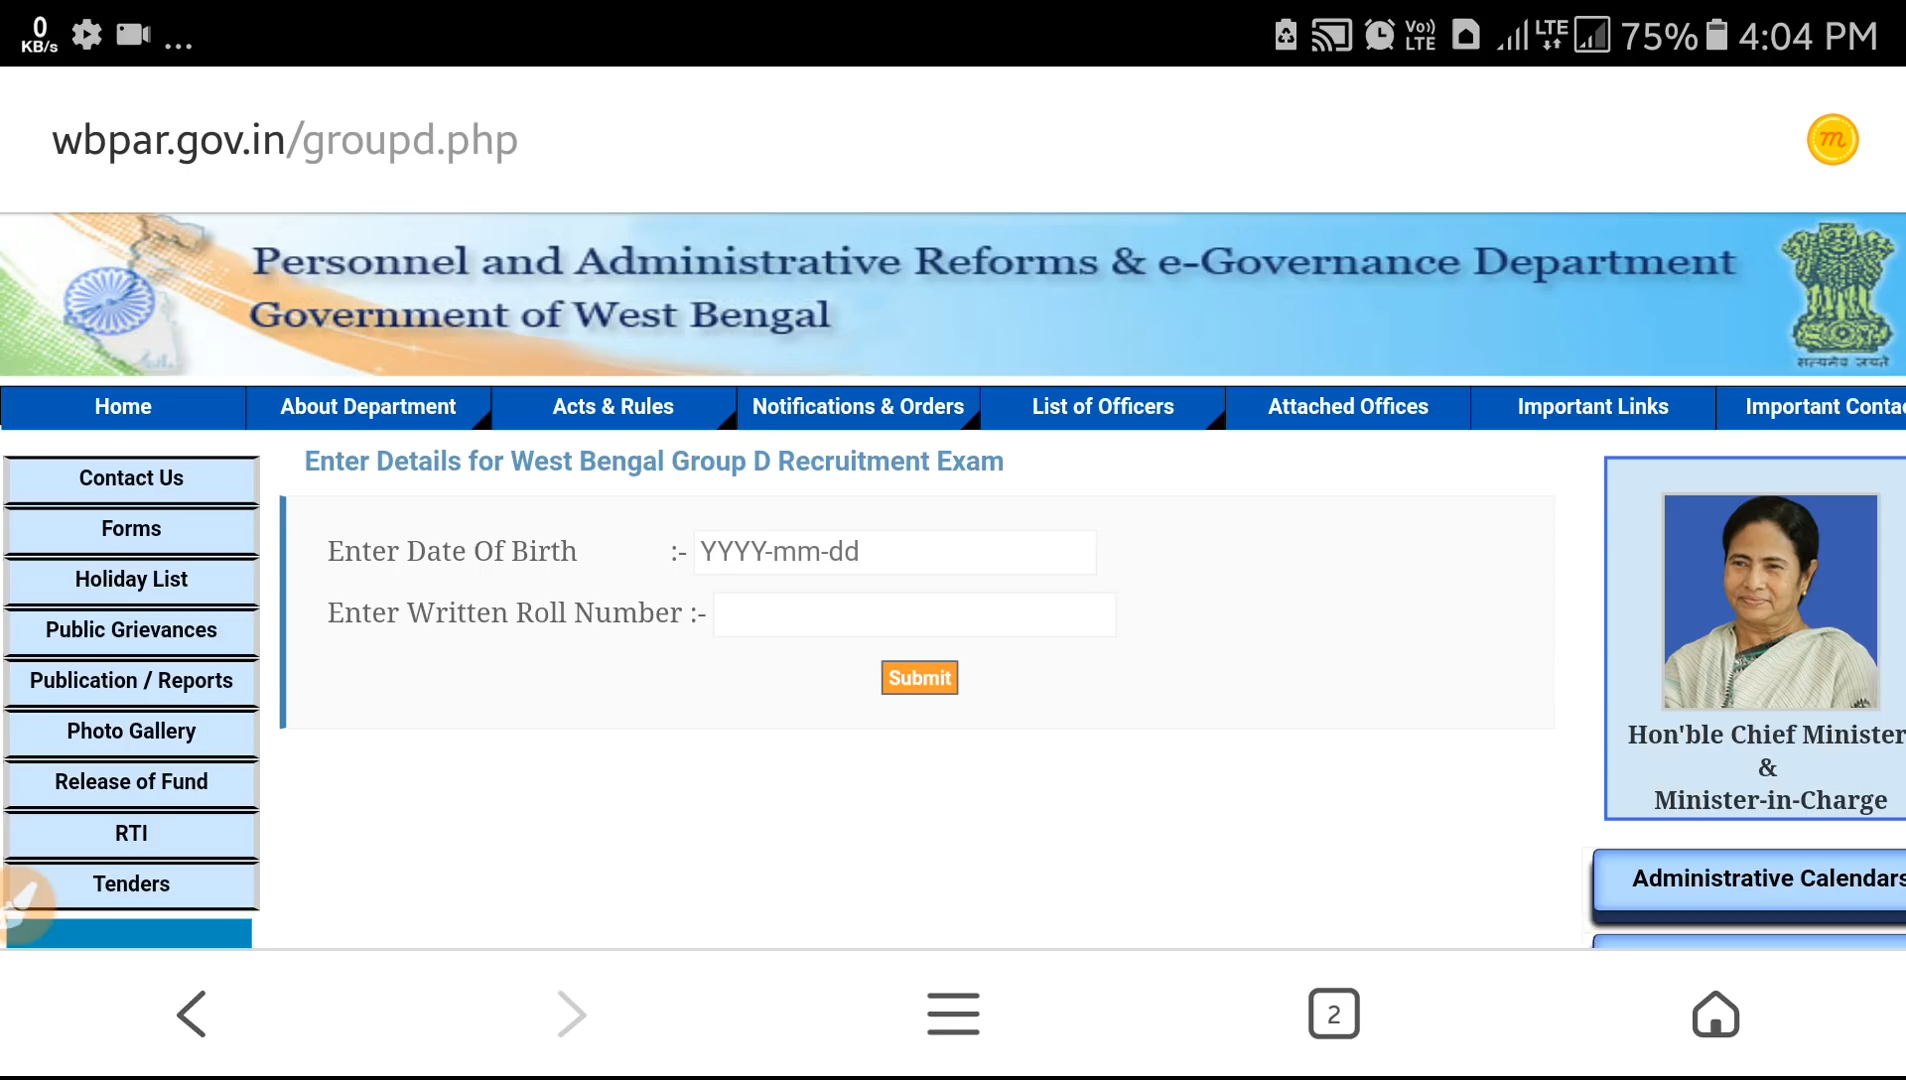 0
KB/s
...
Vo))
LTE
LTE
75%
4:04 PM
wbpar.gov.in/groupd.php
m
Personnel and Administrative Reforms & e-Governance Department
Government of West Bengal
सत्यमेव जयते
Home
About Department
Acts & Rules
Notifications & Orders
List of Officers
Attached Offices
Important Links
Important Contac
Contact Us
Forms
Holiday List
Public Grievances
Publication / Reports
Photo Gallery
Release of Fund
RTI
Tenders
Enter Details for West Bengal Group D Recruitment Exam
Enter Date Of Birth :- YYYY-mm-dd
Enter Written Roll Number :-
Submit
Hon'ble Chief Minister
&
Minister-in-Charge
Administrative Calendars
2